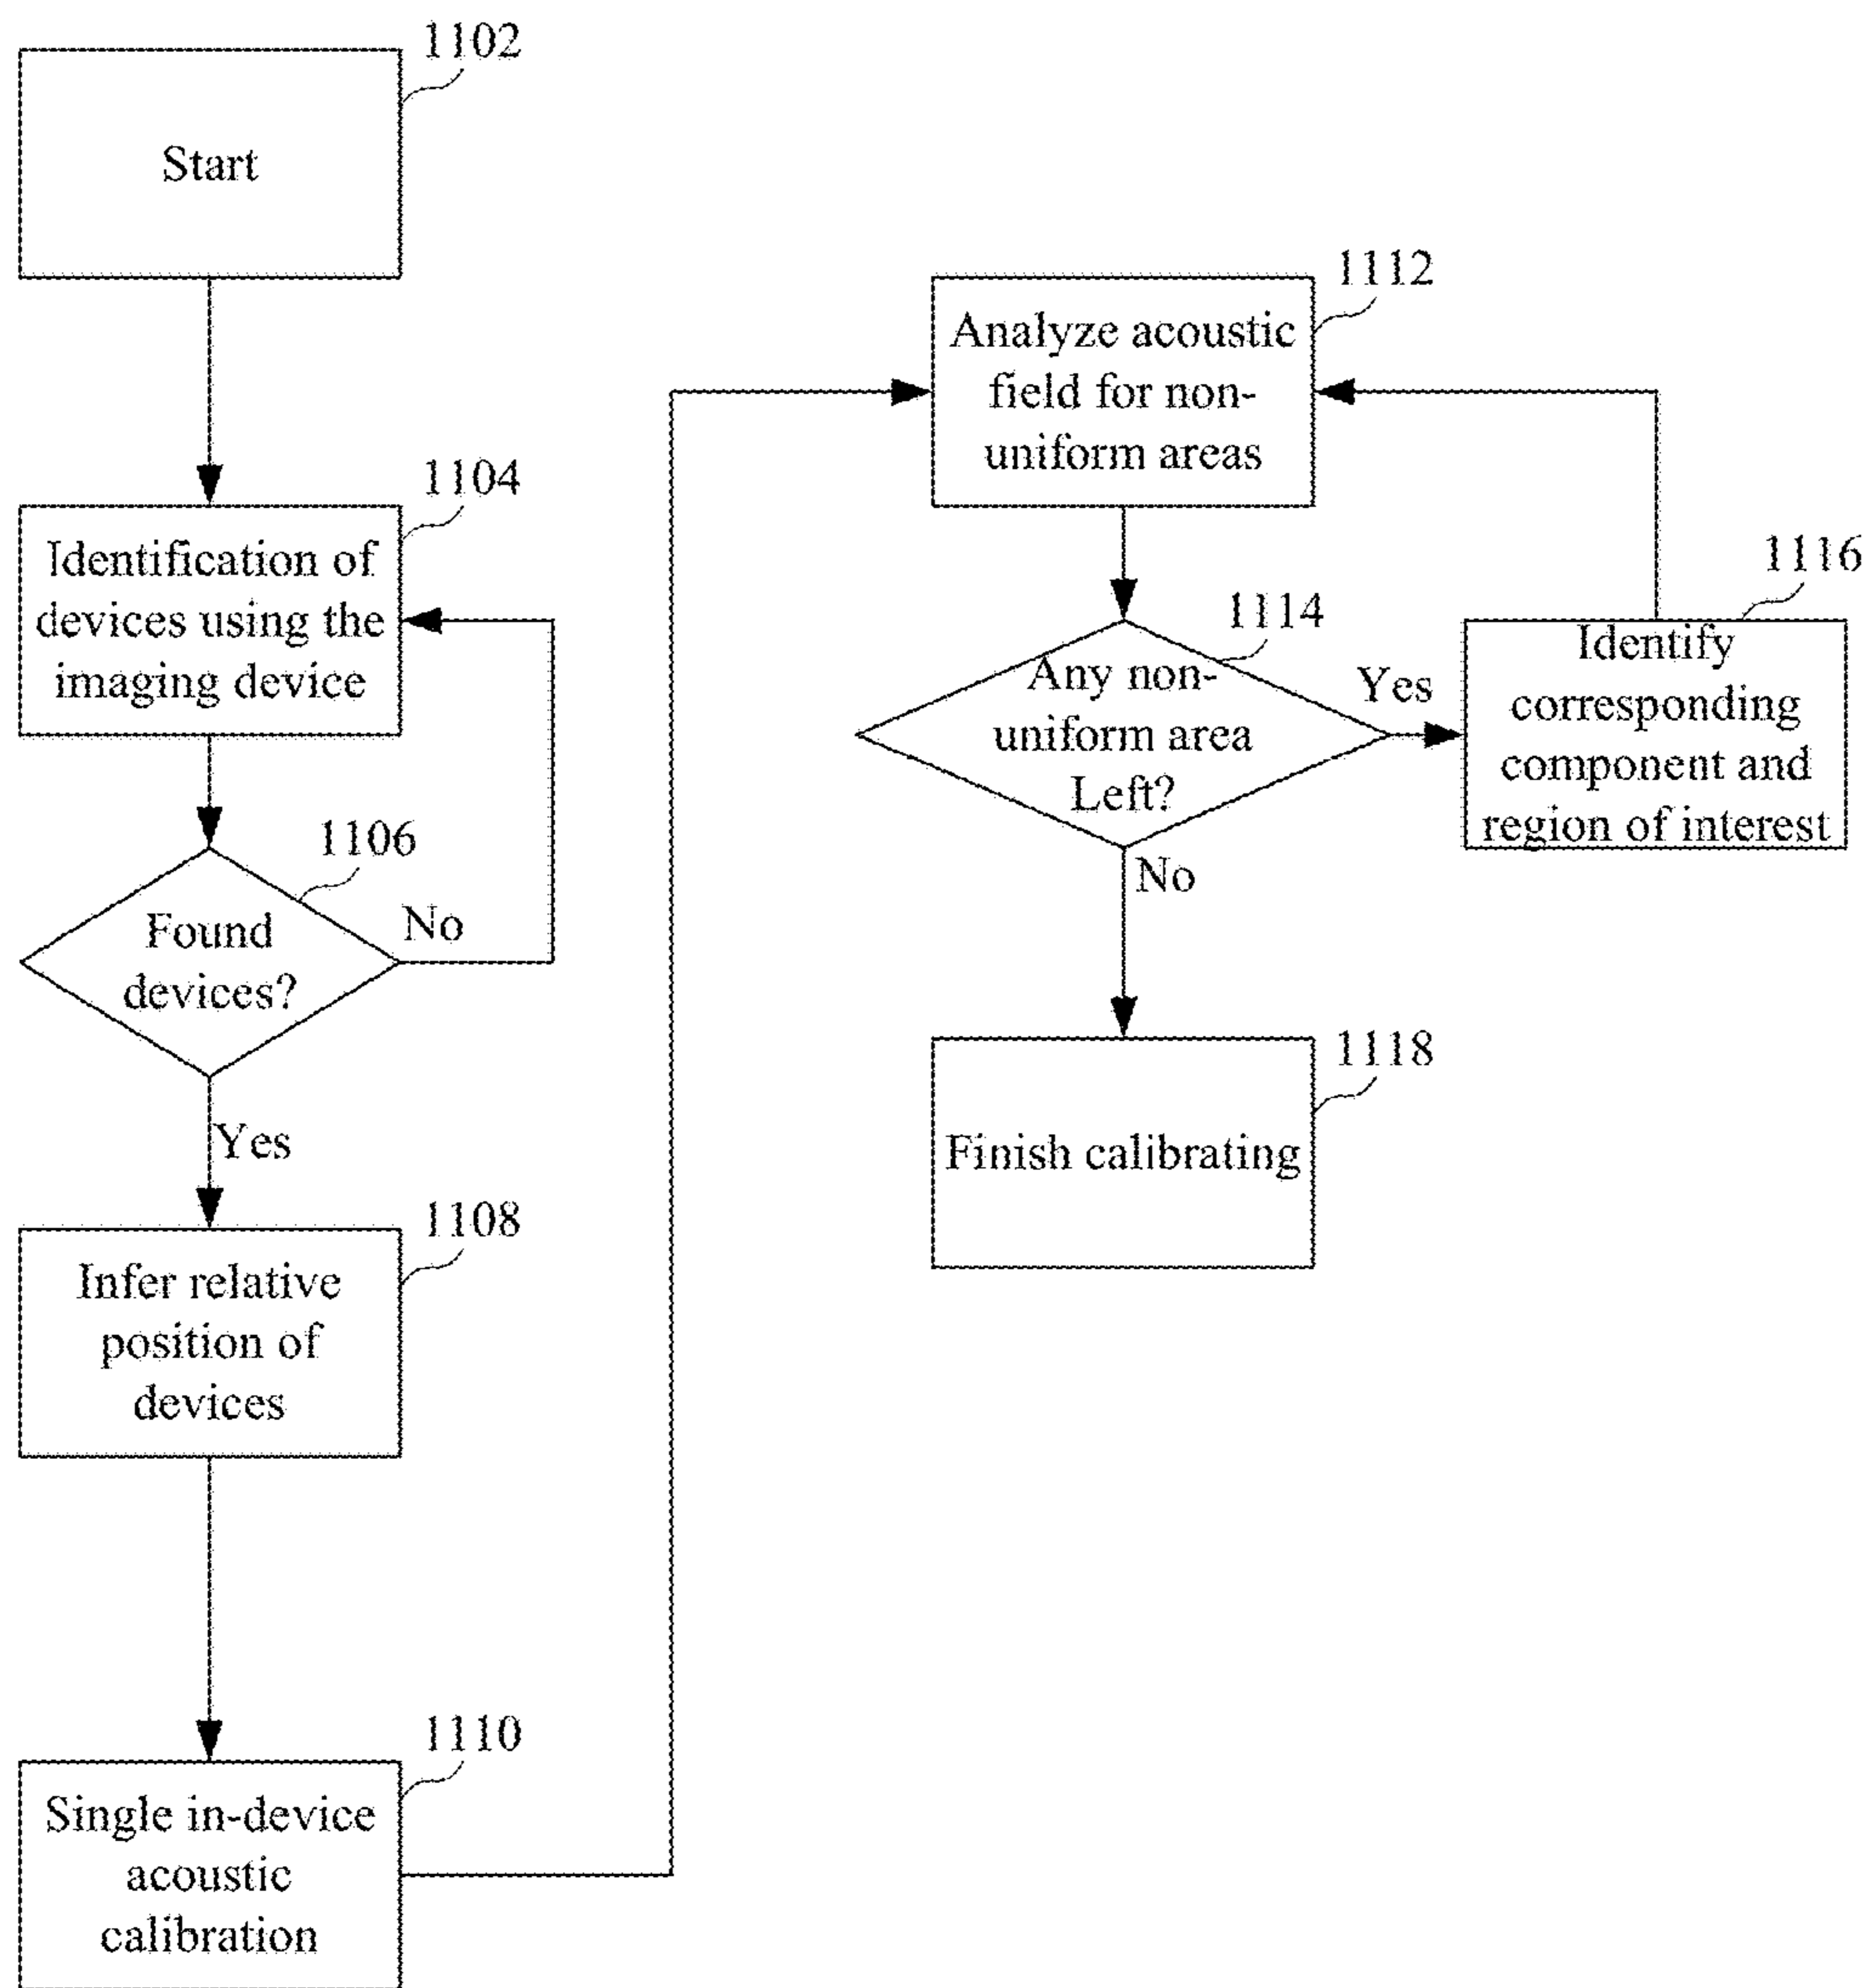 1102
Start
1104
Identification of
devices using the
imaging device
1106
Found
devices?
No
Yes
1108
Infer relative
position of
devices
1110
Single in-device
acoustic
calibration
1112
Analyze acoustic
field for non-
uniform areas
1114
Any non-
uniform area
Left?
Yes
1116
Identify
corresponding
component and
region of interest
No
1118
Finish calibrating